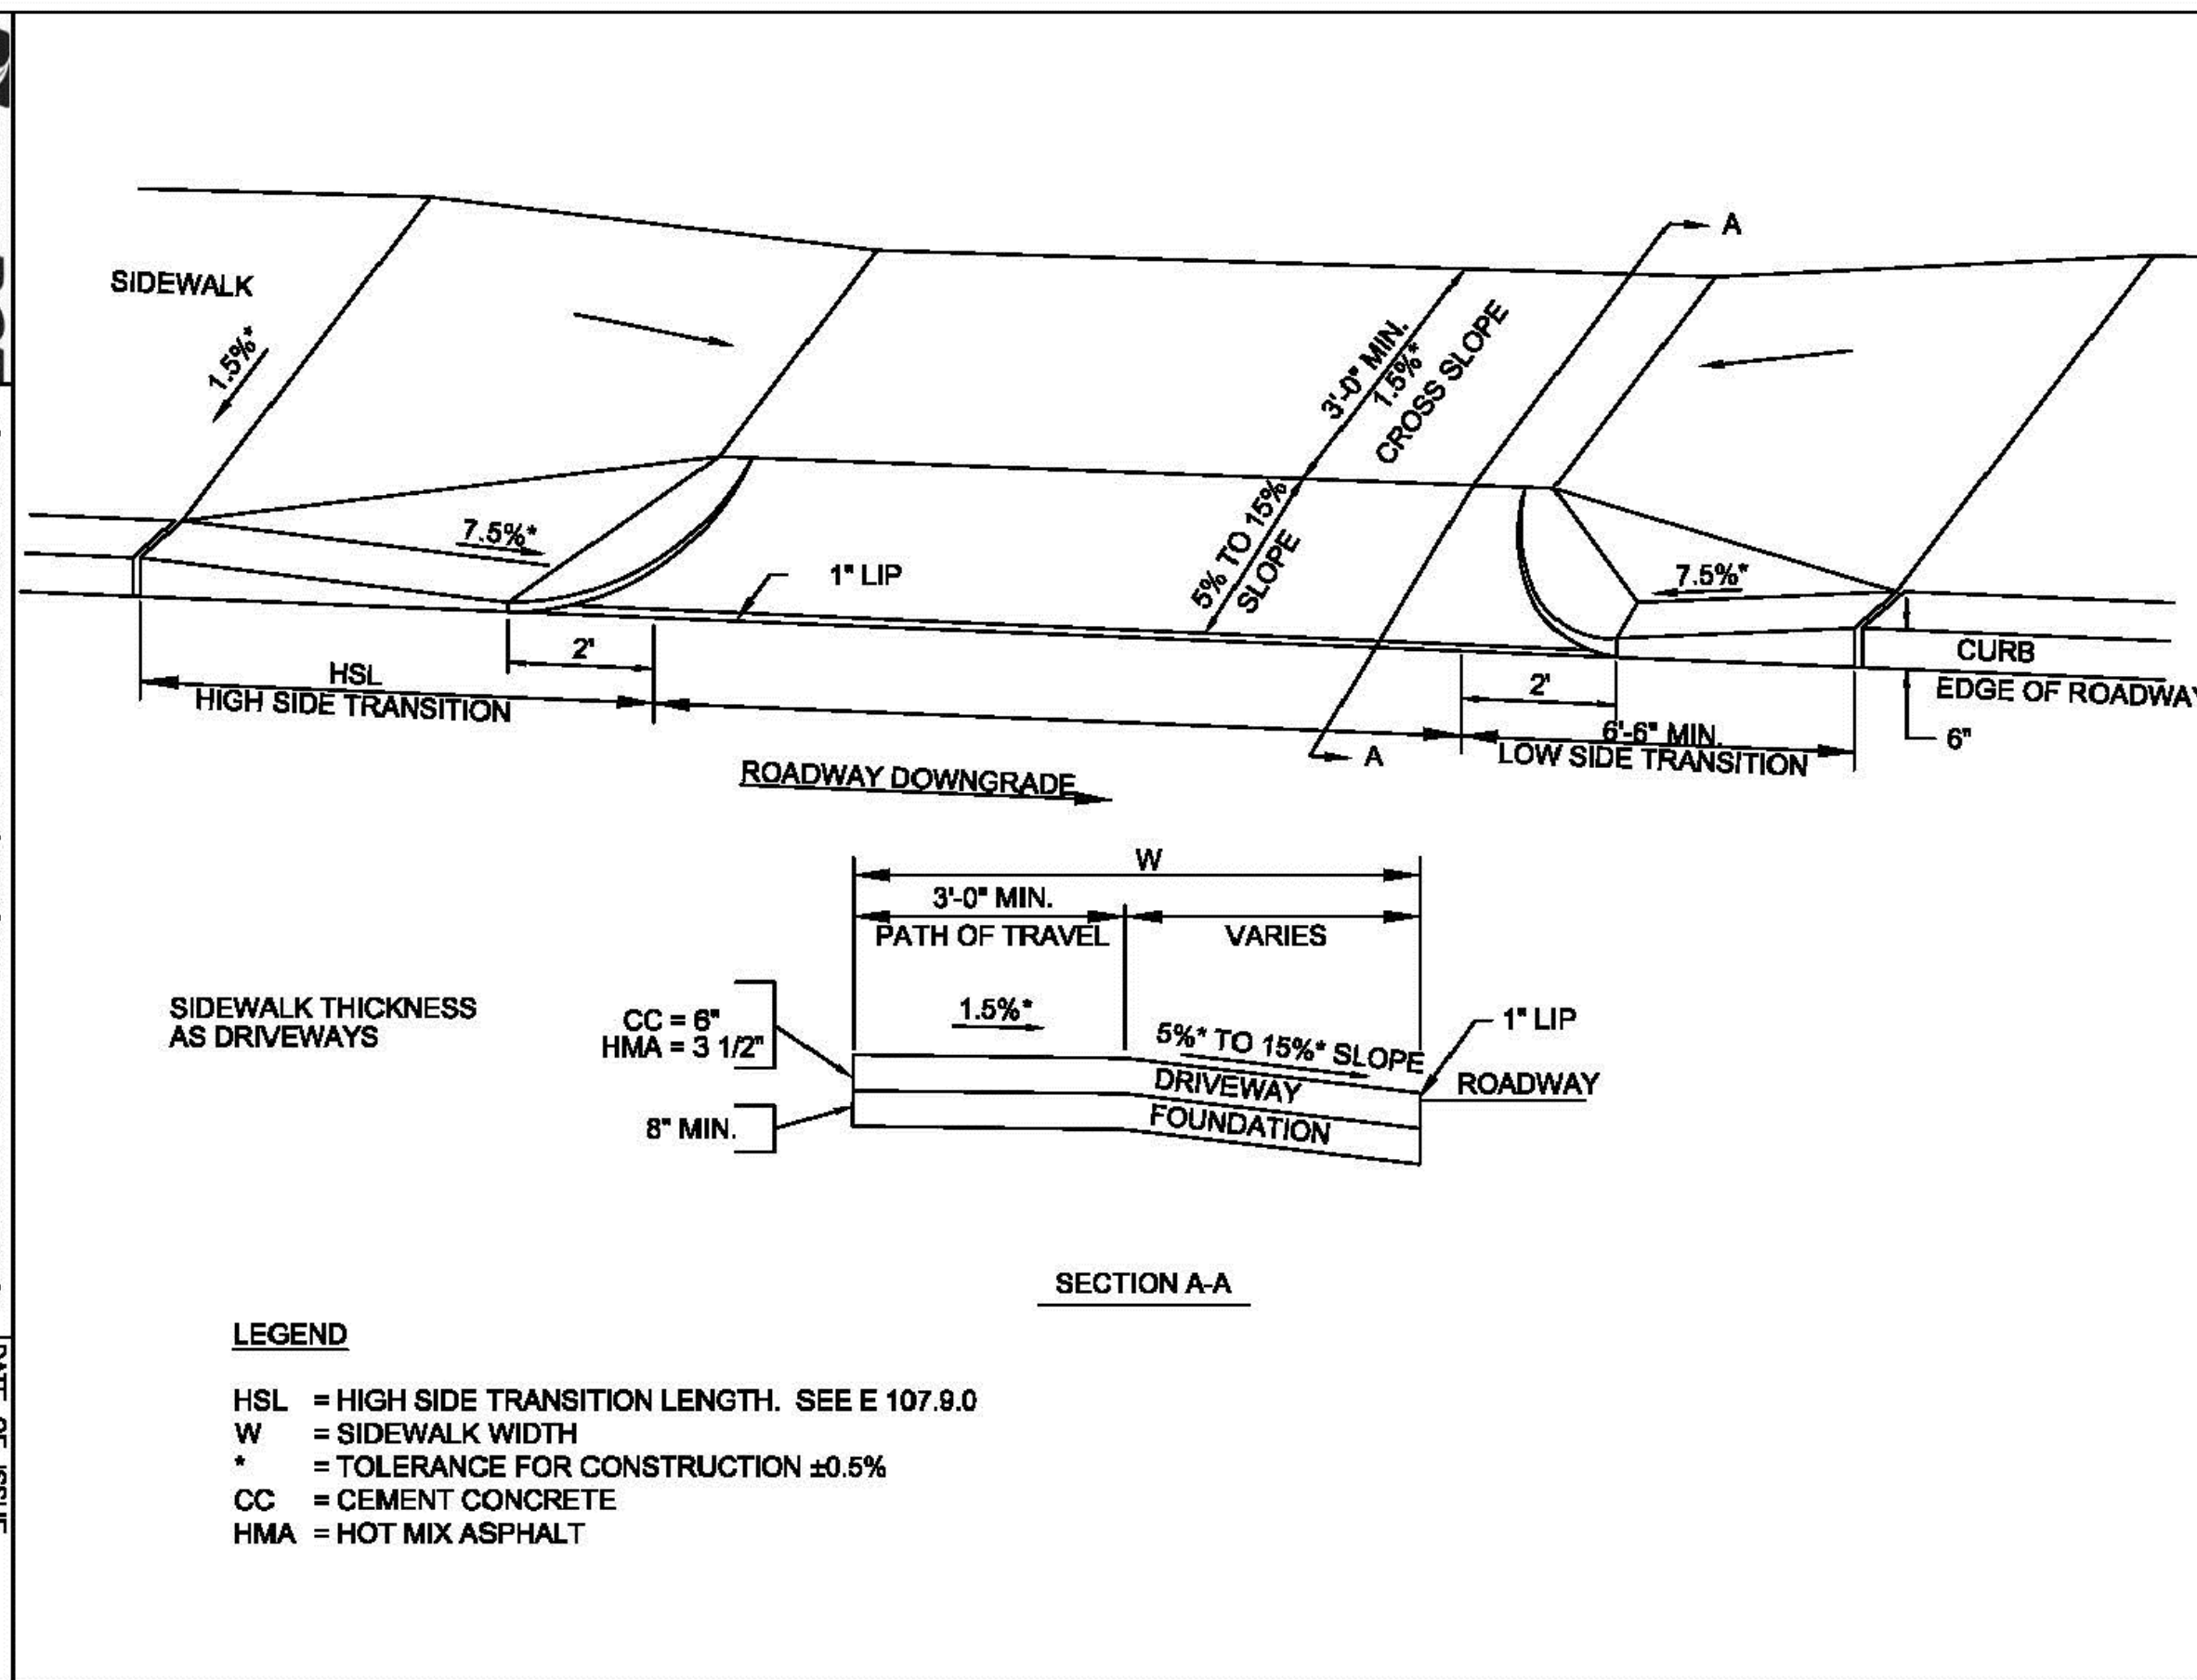 SIDEWALK
1.5%*
A
3'-0" MIN.
1.5%*
CROSS SLOPE
7.5%*
1" LIP
5% TO 15%
SLOPE
7.5%*
2'
HSL
HIGH SIDE TRANSITION
2'
CURB
EDGE OF ROADWAY
6'-6" MIN.
LOW SIDE TRANSITION
6"
A
ROADWAY DOWNGRADE
W
3'-0" MIN.
PATH OF TRAVEL
VARIES
SIDEWALK THICKNESS
AS DRIVEWAYS
CC = 6"
HMA = 3 1/2"
1.5%*
5%* TO 15%* SLOPE
1" LIP
DRIVEWAY
ROADWAY
8" MIN.
FOUNDATION
SECTION A-A
LEGEND
HSL = HIGH SIDE TRANSITION LENGTH. SEE E 107.9.0
W = SIDEWALK WIDTH
* = TOLERANCE FOR CONSTRUCTION ±0.5%
CC = CEMENT CONCRETE
HMA = HOT MIX ASPHALT